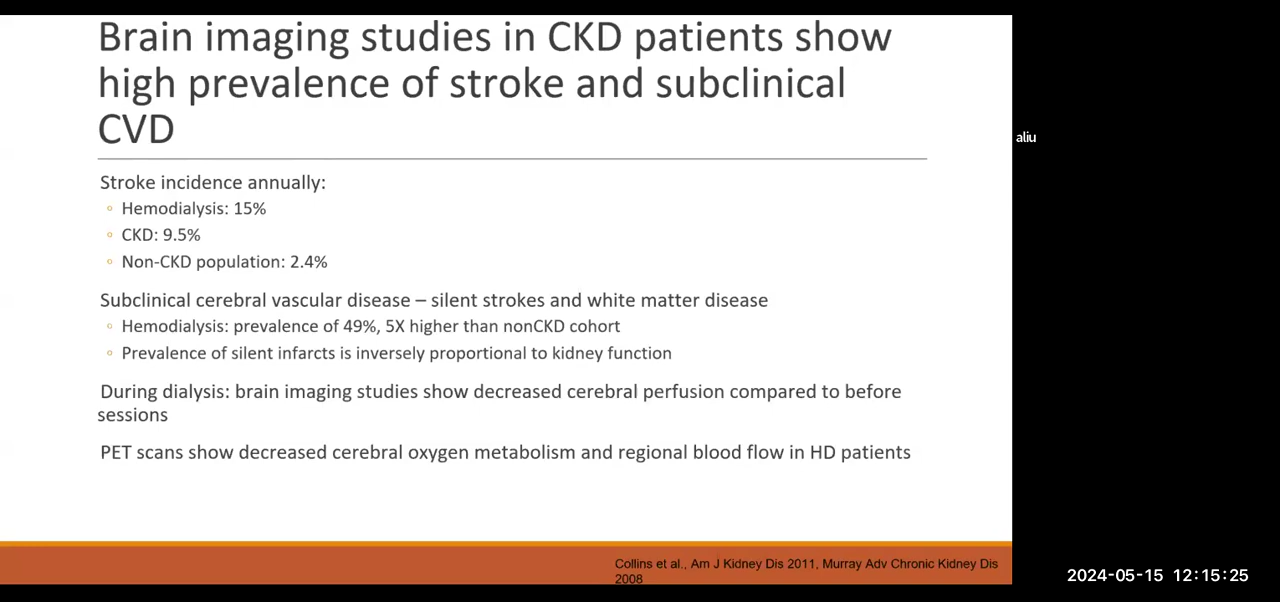 Brain imaging studies in CKD patients show
high prevalence of stroke and subclinical
CVD
aliu
Stroke incidence annually:
◦ Hemodialysis: 15%
◦ CKD: 9.5%
◦ Non-CKD population: 2.4%
Subclinical cerebral vascular disease – silent strokes and white matter disease
◦ Hemodialysis: prevalence of 49%, 5X higher than nonCKD cohort
◦ Prevalence of silent infarcts is inversely proportional to kidney function
During dialysis: brain imaging studies show decreased cerebral perfusion compared to before
sessions
PET scans show decreased cerebral oxygen metabolism and regional blood flow in HD patients
Collins et al., Am J Kidney Dis 2011, Murray Adv Chronic Kidney Dis
2008
2024-05-15 12:15:25